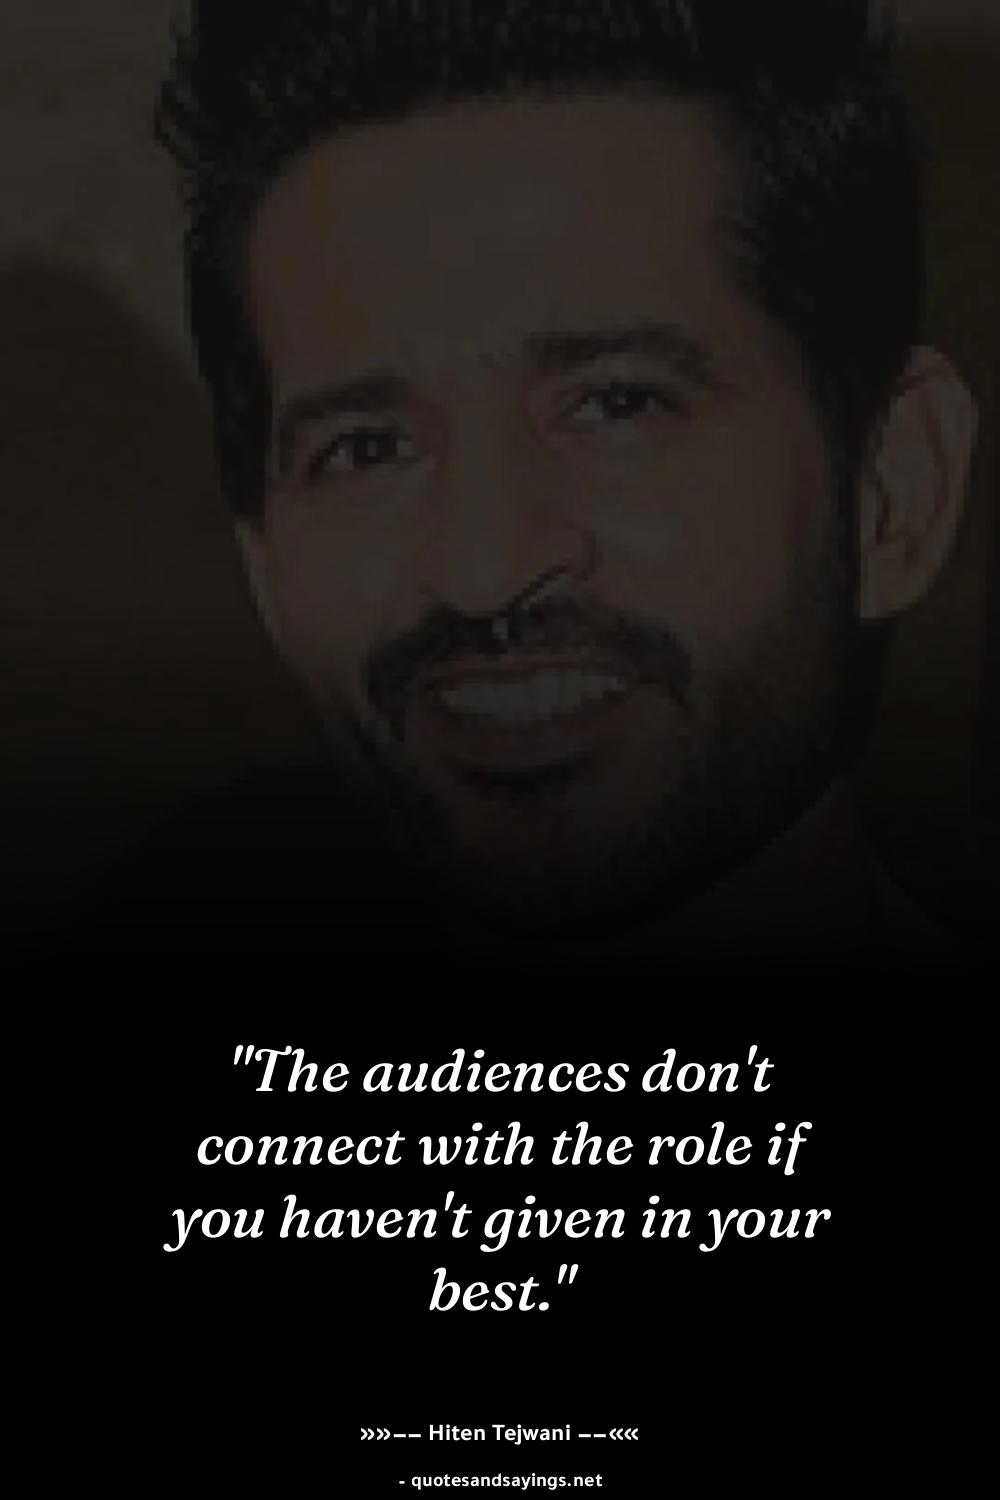 "The audiences don't
connect with the role if
you haven't given in your
best."
»»−− Hiten Tejwani −−««
- quotesandsayings.net